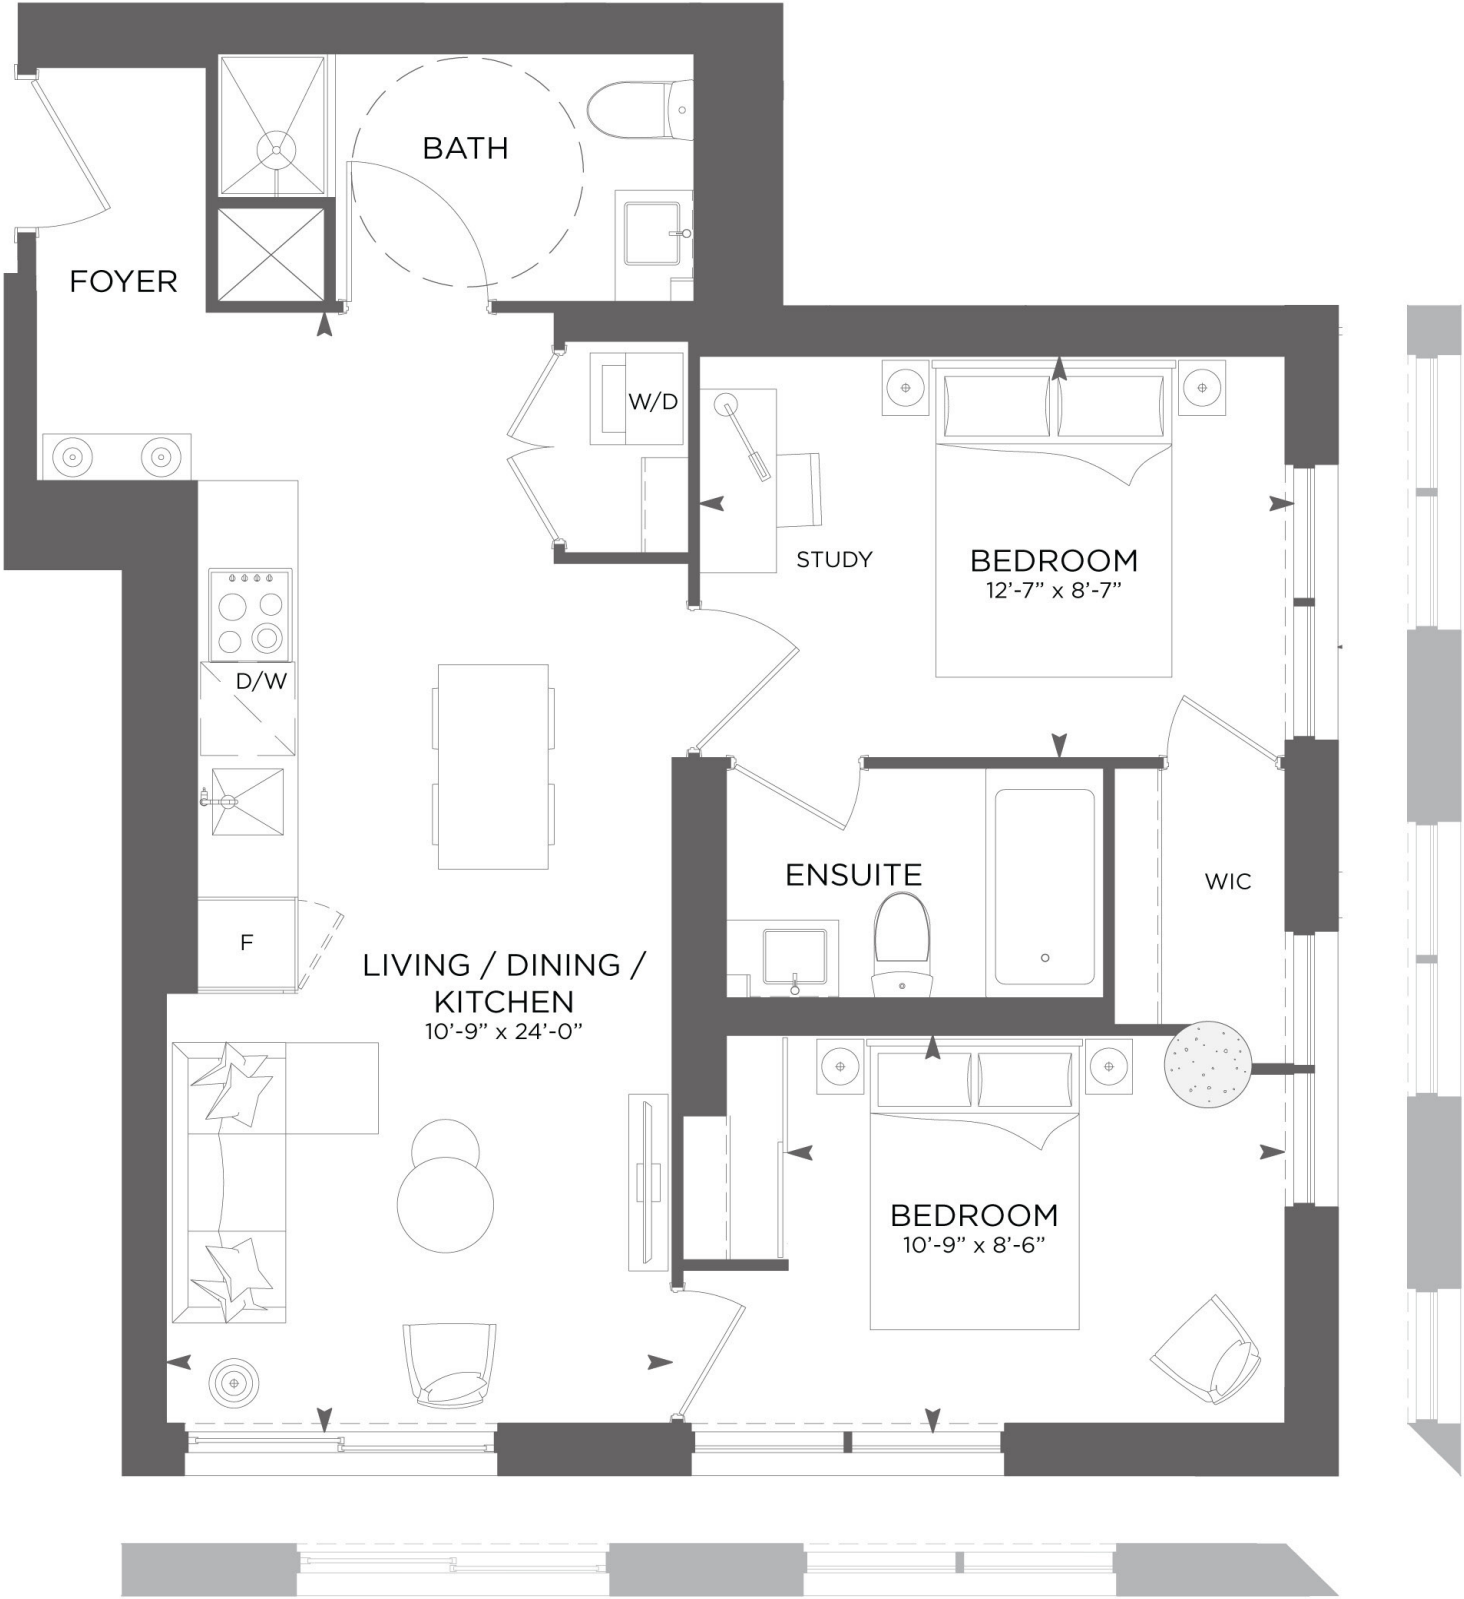 BATH
FOYER
W/D
STUDY
BEDROOM
12'-7” x 8'-7”
D/W
ENSUITE
WIC
F
LIVING / DINING /
KITCHEN
10'-9” x 24'-0”
BEDROOM
10'-9” x 8'-6”